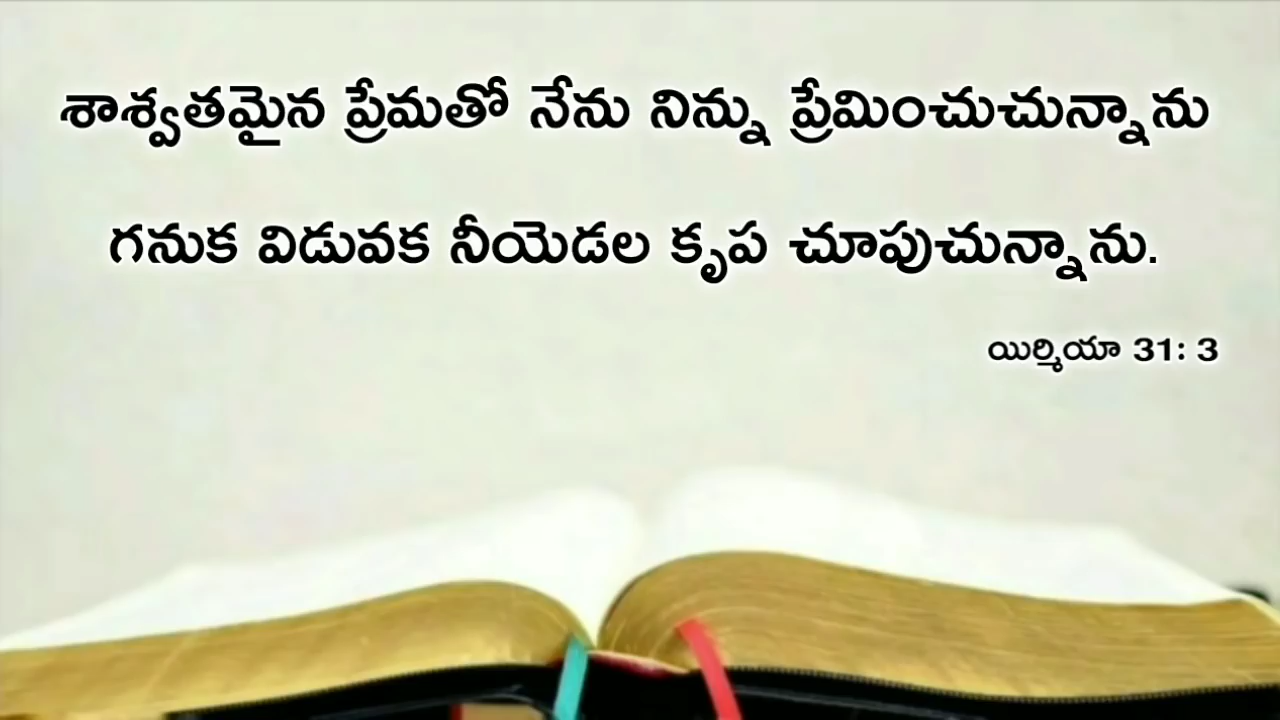 శాశ్వతమైన ప్రేమతో నేను నిన్ను ప్రేమించుచున్నాను
గనుక విడువక నీయెడల కృప చూపుచున్నాను.
యిర్మియా 31: 3